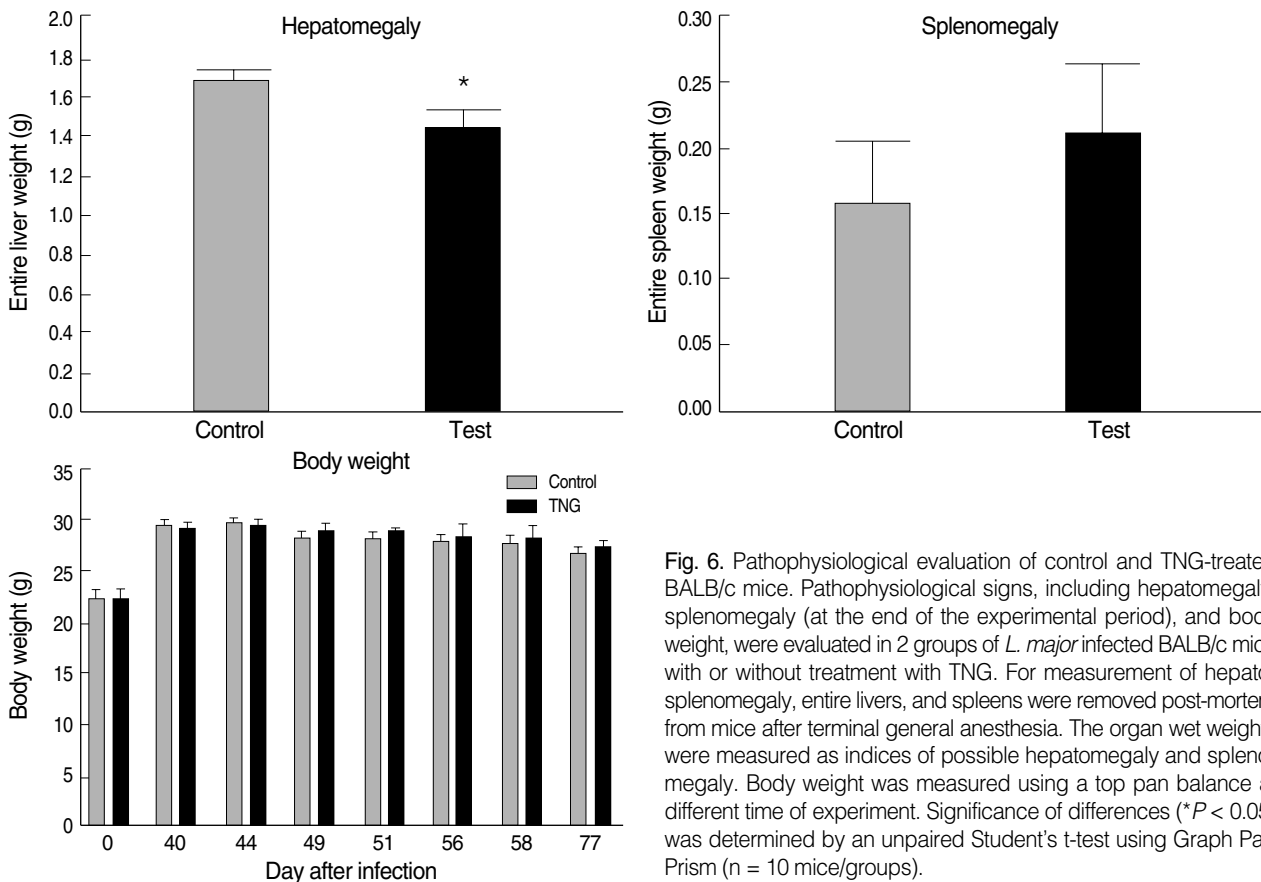 Hepatomegaly
Entire liver weight (g)
2.0
1.8
1.6
1.4
1.2
1.0
0.8
0.6
0.4
0.2
0.0
*
Control Test
Splenomegaly
Entire spleen weight (g)
0.30
0.25
0.20
0.15
0.10
0.05
0.00
Control Test
Body weight
Body weight (g)
35
30
25
20
15
10
5
0
Control
TNG
0 40 44 49 51 56 58 77
Day after infection
Fig. 6. Pathophysiological evaluation of control and TNG-treate
BALB/c mice. Pathophysiological signs, including hepatomegal
splenomegaly (at the end of the experimental period), and bod
weight, were evaluated in 2 groups of L. major infected BALB/c mic
with or without treatment with TNG. For measurement of hepato
splenomegaly, entire livers, and spleens were removed post-morten
from mice after terminal general anesthesia. The organ wet weigh
were measured as indices of possible hepatomegaly and spleno
megaly. Body weight was measured using a top pan balance a
different time of experiment. Significance of differences (*P < 0.05
was determined by an unpaired Student's t-test using Graph Pa
Prism (n = 10 mice/groups).